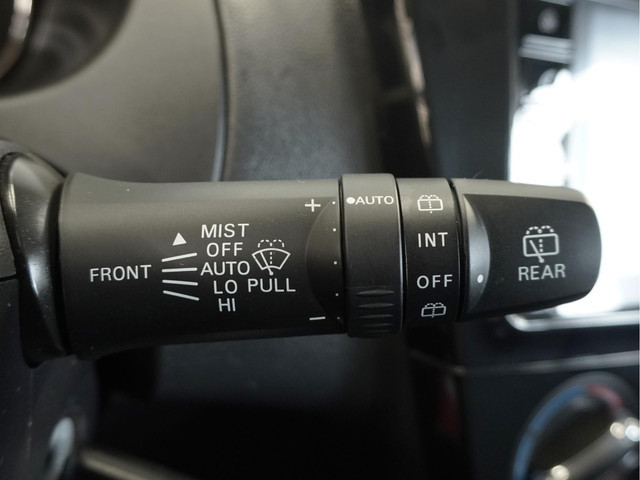 MIST
OFF
FRONT AUTO
LO PULL
HI
+
−
●AUTO
INT
OFF
REAR